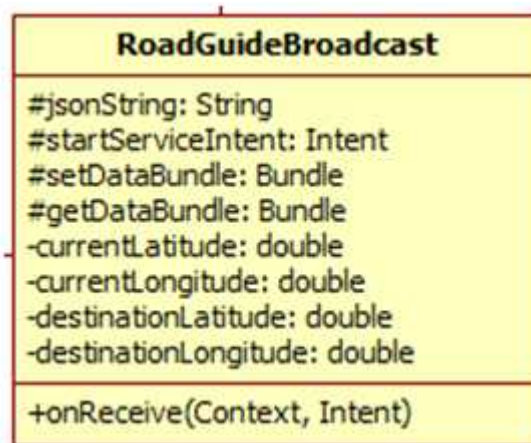 RoadGuideBroadcast
#jsonString: String
#startServiceIntent: Intent
#setDataBundle: Bundle
#getDataBundle: Bundle
-currentLatitude: double
-currentLongitude: double
-destinationLatitude: double
-destinationLongitude: double
+onReceive(Context, Intent)